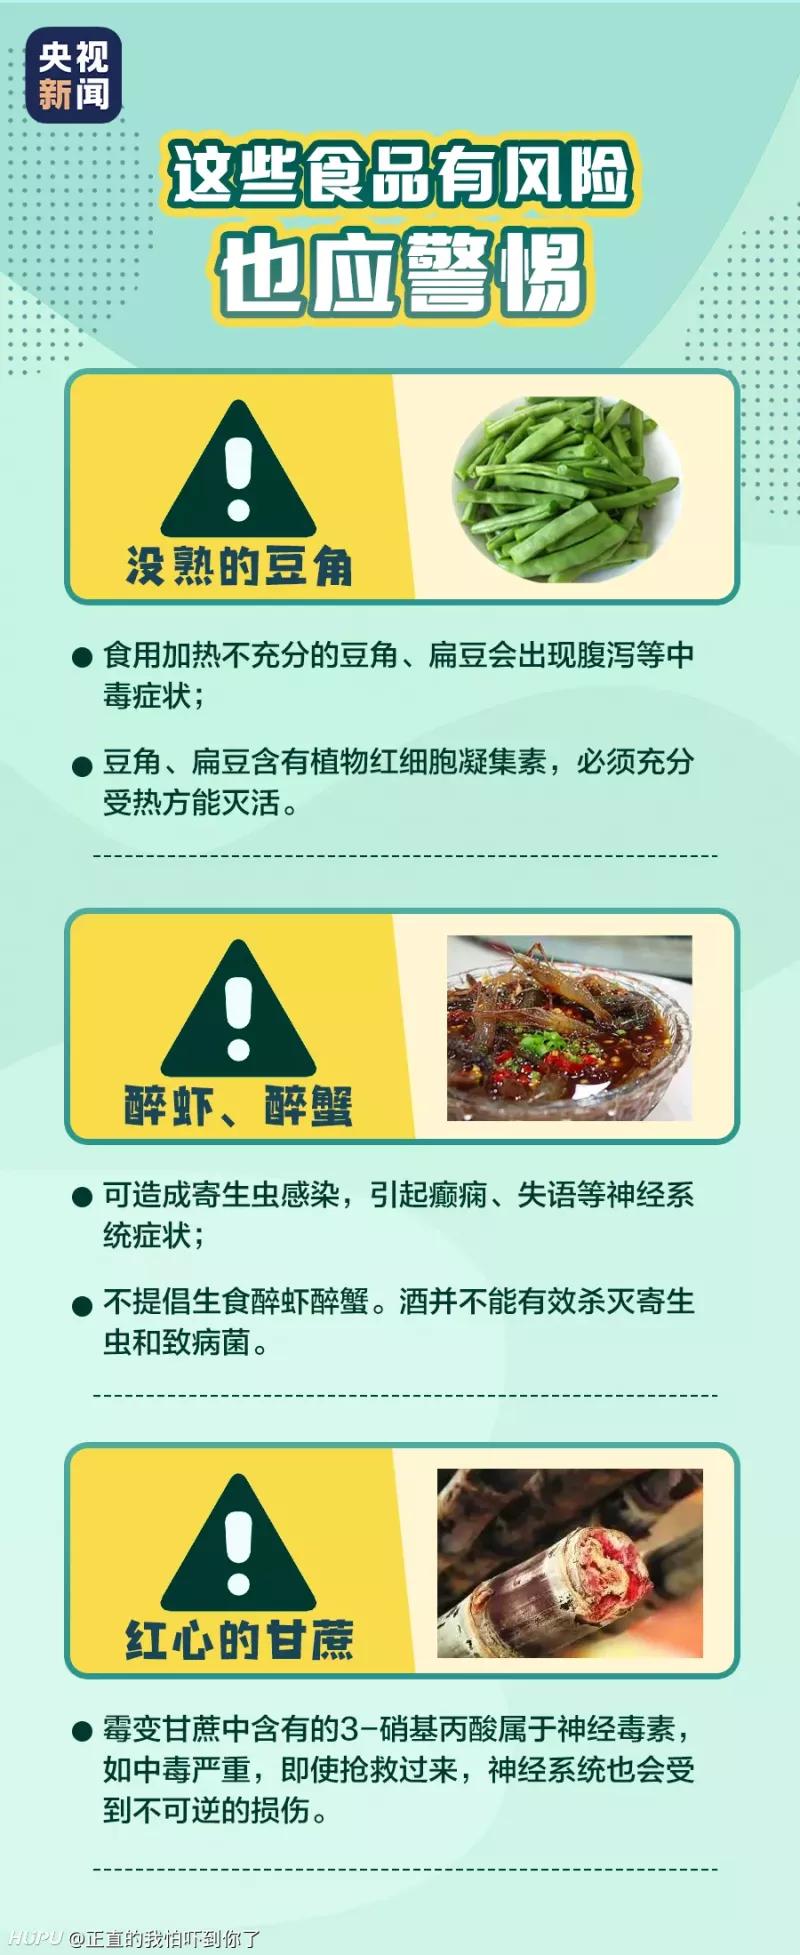 央视
新闻
这些食品有风险
也应警惕
没熟的豆角
● 食用加热不充分的豆角、扁豆会出现腹泻等中
毒症状；
● 豆角、扁豆含有植物红细胞凝集素，必须充分
受热方能灭活。
醉虾、醉蟹
● 可造成寄生虫感染，引起癫痫、失语等神经系
统症状；
● 不提倡生食醉虾醉蟹。酒并不能有效杀灭寄生
虫和致病菌。
红心的甘蔗
● 霉变甘蔗中含有的3-硝基丙酸属于神经毒素，
如中毒严重，即使抢救过来，神经系统也会受
到不可逆的损伤。
HUPU @正直的我怕吓到你了